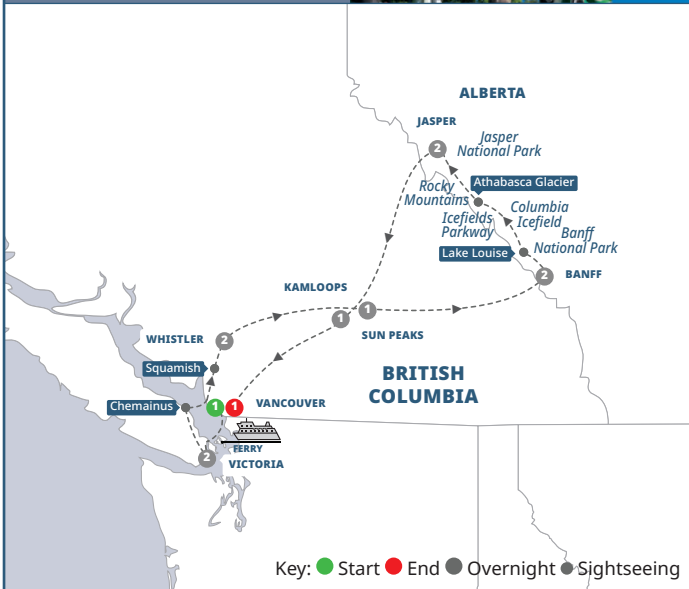 ALBERTA
JASPER
2
Jasper
National Park
Athabasca Glacier
Rocky
Mountains
Icefields
Parkway
Columbia
Icefield
Banff
National Park
Lake Louise
2
BANFF
KAMLOOPS
1
1
SUN PEAKS
WHISTLER
2
Squamish
BRITISH
COLUMBIA
Chemainus
1
1
VANCOUVER
FERRY
2
VICTORIA
Key: Start End Overnight Sightseeing